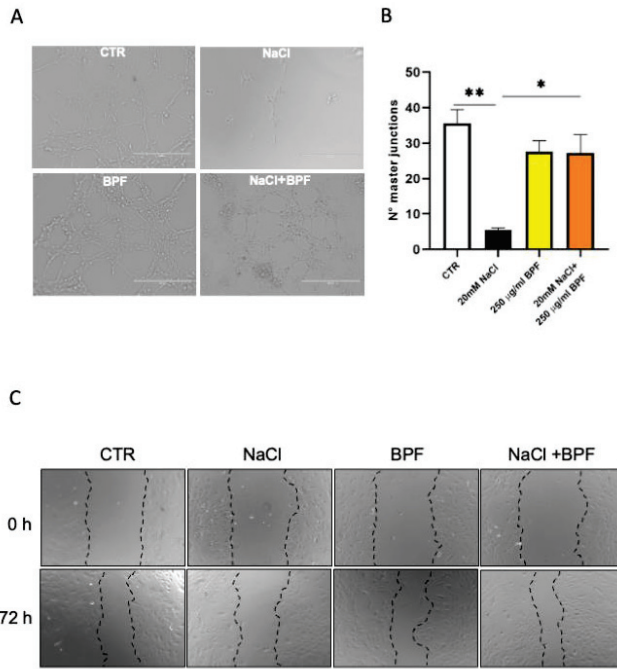 A
CTR
NaCl
BPF
NaCl+BPF
B
N° master junctions
50
40
30
20
10
0
**
*
CTR
20mM NaCl
250 μg/ml BPF
20mM NaCl+
250 μg/ml BPF
C
CTR
NaCl
BPF
NaCl +BPF
0 h
72 h